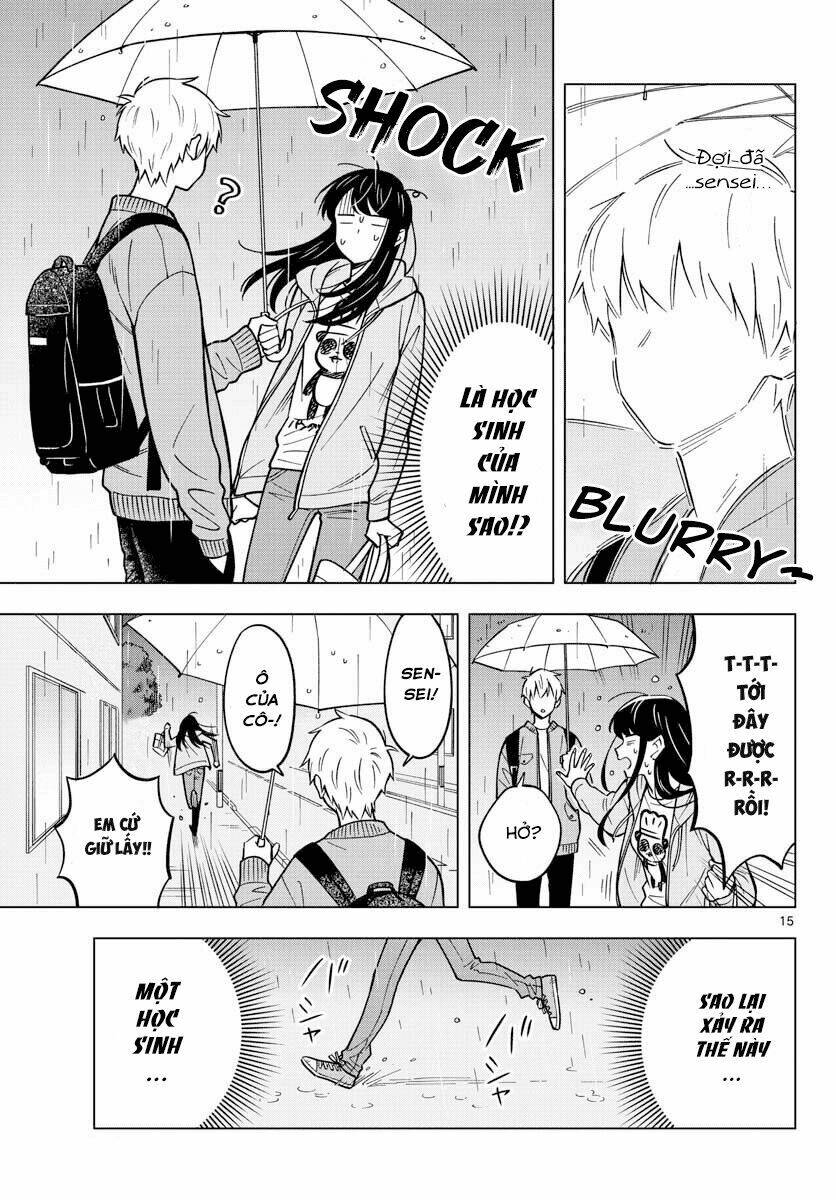 Đợi đã
...sensei...
BLURRY~
SHOCK
?
LÀ HỌC
SINH
CỦA
MÌNH
SAO!?
T-T-T-
TỚI
ĐÂY
ĐƯỢC
R-R-R-
RỒI!
HỞ?
SEN-
SEI!
Ô
CỦA
CÔ-!
EM CỨ
GIỮ LẤY!!
15
SAO LẠI
XẢY RA
THẾ NÀY
MỘT
HỌC
SINH
...